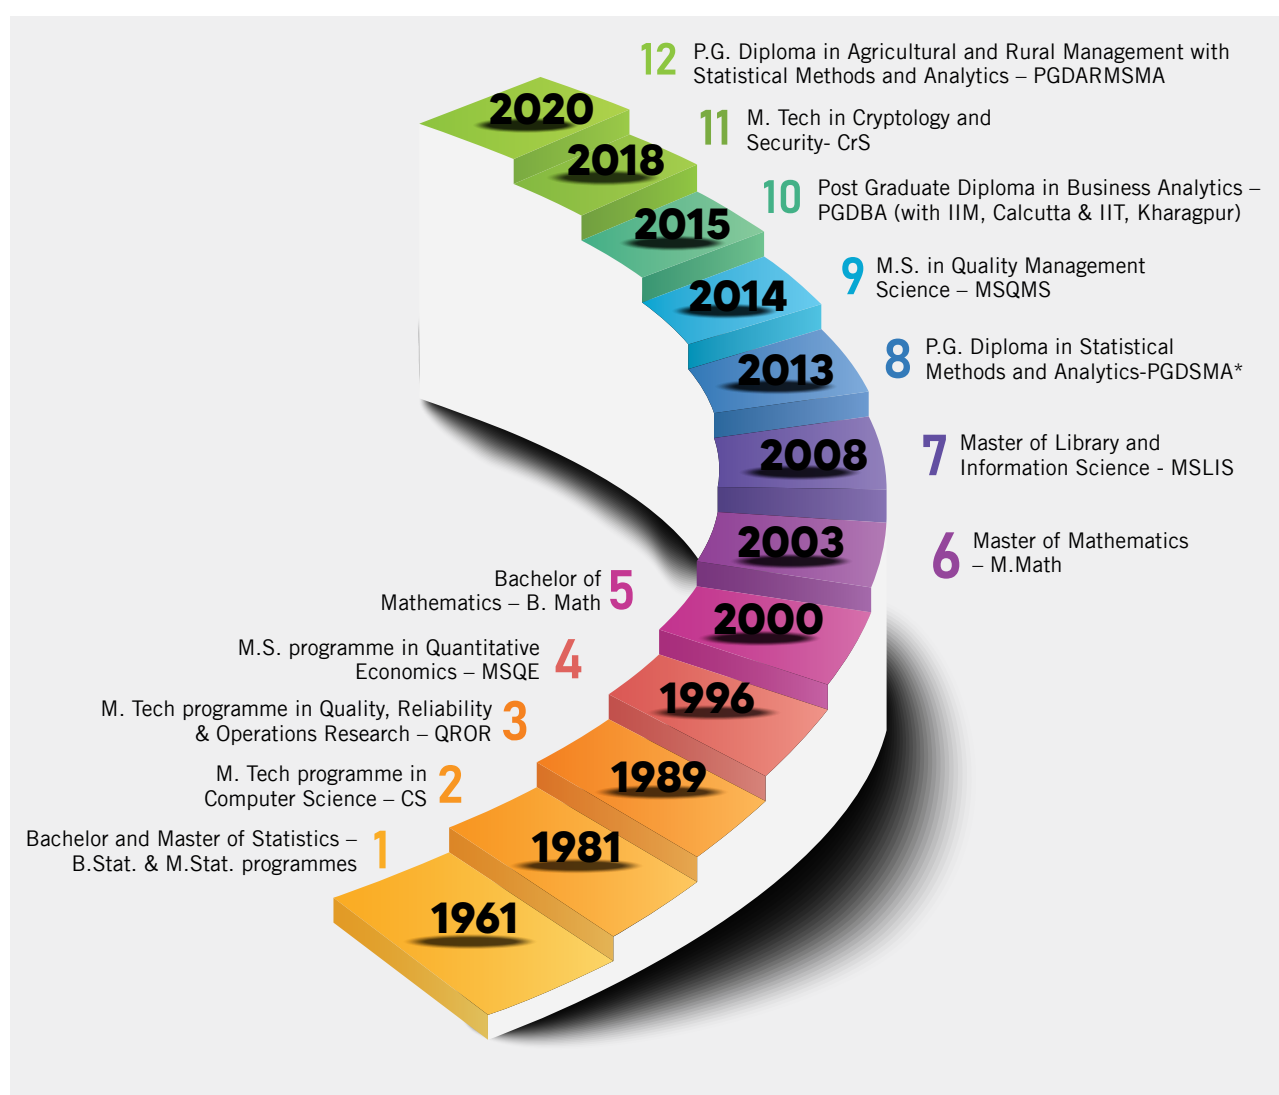 12 P.G. Diploma in Agricultural and Rural Management with
Statistical Methods and Analytics – PGDARMSMA
2020
11 M. Tech in Cryptology and
Security- CrS
2018
10 Post Graduate Diploma in Business Analytics –
PGDBA (with IIM, Calcutta & IIT, Kharagpur)
2015
9 M.S. in Quality Management
Science – MSQMS
2014
8 P.G. Diploma in Statistical
Methods and Analytics-PGDSMA*
2013
7 Master of Library and
Information Science - MSLIS
2008
6 Master of Mathematics
– M.Math
2003
Bachelor of 5
Mathematics – B. Math
2000
M.S. programme in Quantitative 4
Economics – MSQE
1996
M. Tech programme in Quality, Reliability 3
& Operations Research – QROR
1989
M. Tech programme in 2
Computer Science – CS
1981
Bachelor and Master of Statistics – 1
B.Stat. & M.Stat. programmes
1961